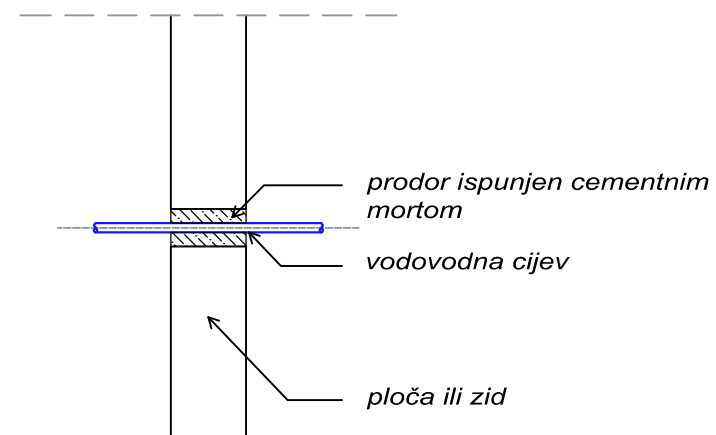 prodor ispunjen cementnim
mortom
vodovodna cijev
ploča ili zid